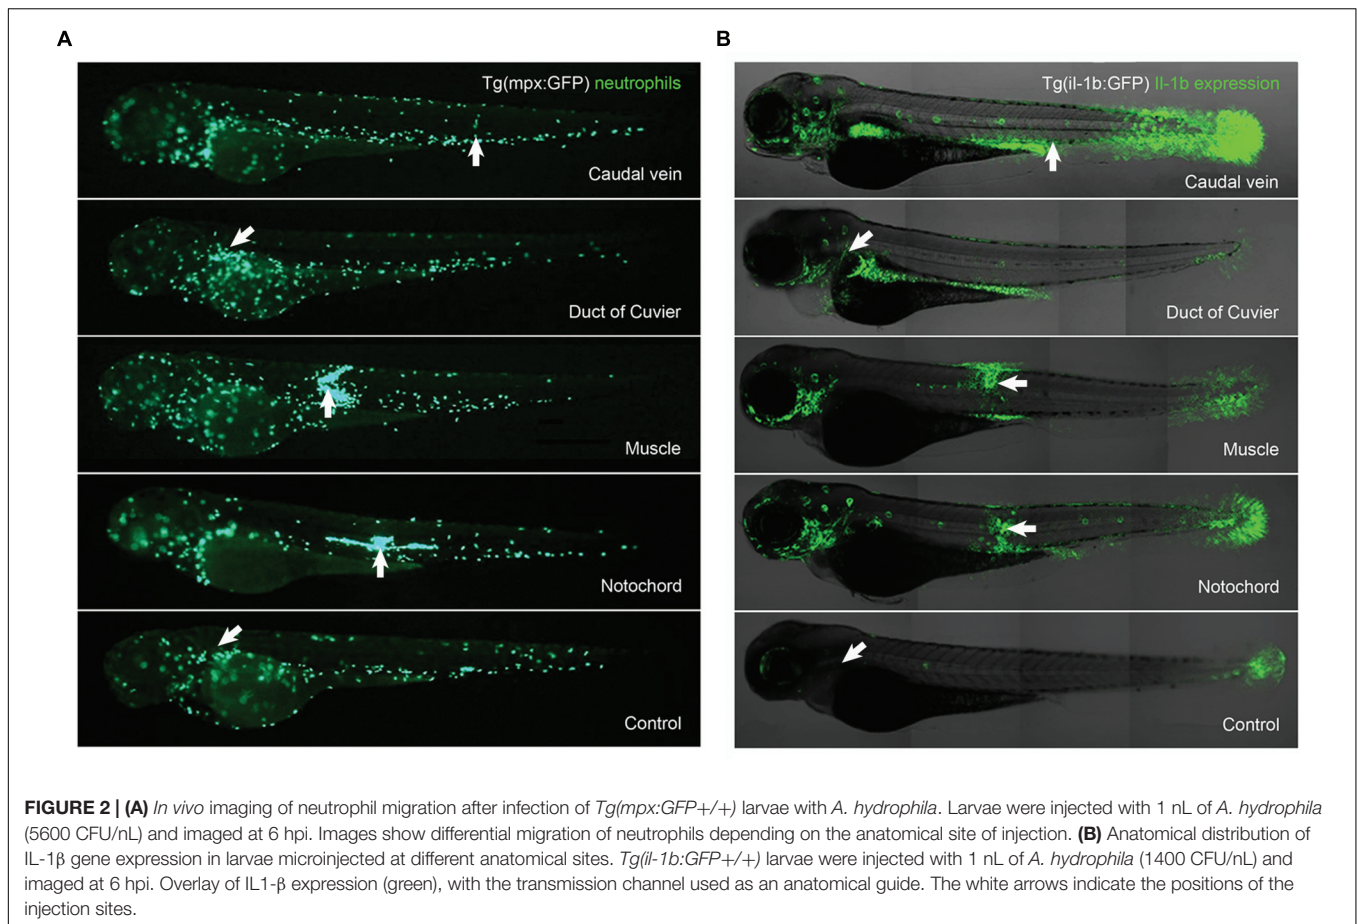 A
B
Tg(mpx:GFP) neutrophils
Caudal vein
Duct of Cuvier
Muscle
Notochord
Control
Tg(il-1b:GFP) Il-1b expression
Caudal vein
Duct of Cuvier
Muscle
Notochord
Control
FIGURE 2 | (A) In vivo imaging of neutrophil migration after infection of Tg(mpx:GFP+/+) larvae with A. hydrophila. Larvae were injected with 1 nL of A. hydrophila
(5600 CFU/nL) and imaged at 6 hpi. Images show differential migration of neutrophils depending on the anatomical site of injection. (B) Anatomical distribution of
IL-1β gene expression in larvae microinjected at different anatomical sites. Tg(il-1b:GFP+/+) larvae were injected with 1 nL of A. hydrophila (1400 CFU/nL) and
imaged at 6 hpi. Overlay of IL1-β expression (green), with the transmission channel used as an anatomical guide. The white arrows indicate the positions of the
injection sites.